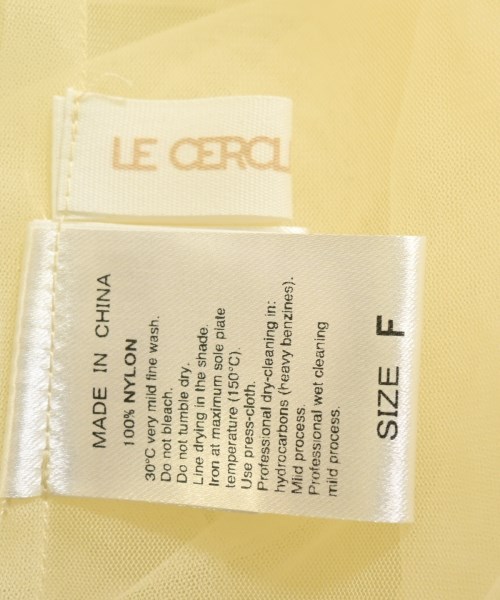 LE CERCL
MADE IN CHINA
100% NYLON
30°C very mild fine wash.
Do not bleach.
Do not tumble dry.
Line drying in the shade.
Iron at maximum sole plate
temperature (150°C).
Use press-cloth.
Professional dry-cleaning in:
hydrocarbons (heavy benzines).
Mild process.
Professional wet cleaning
mild process.
SIZE F